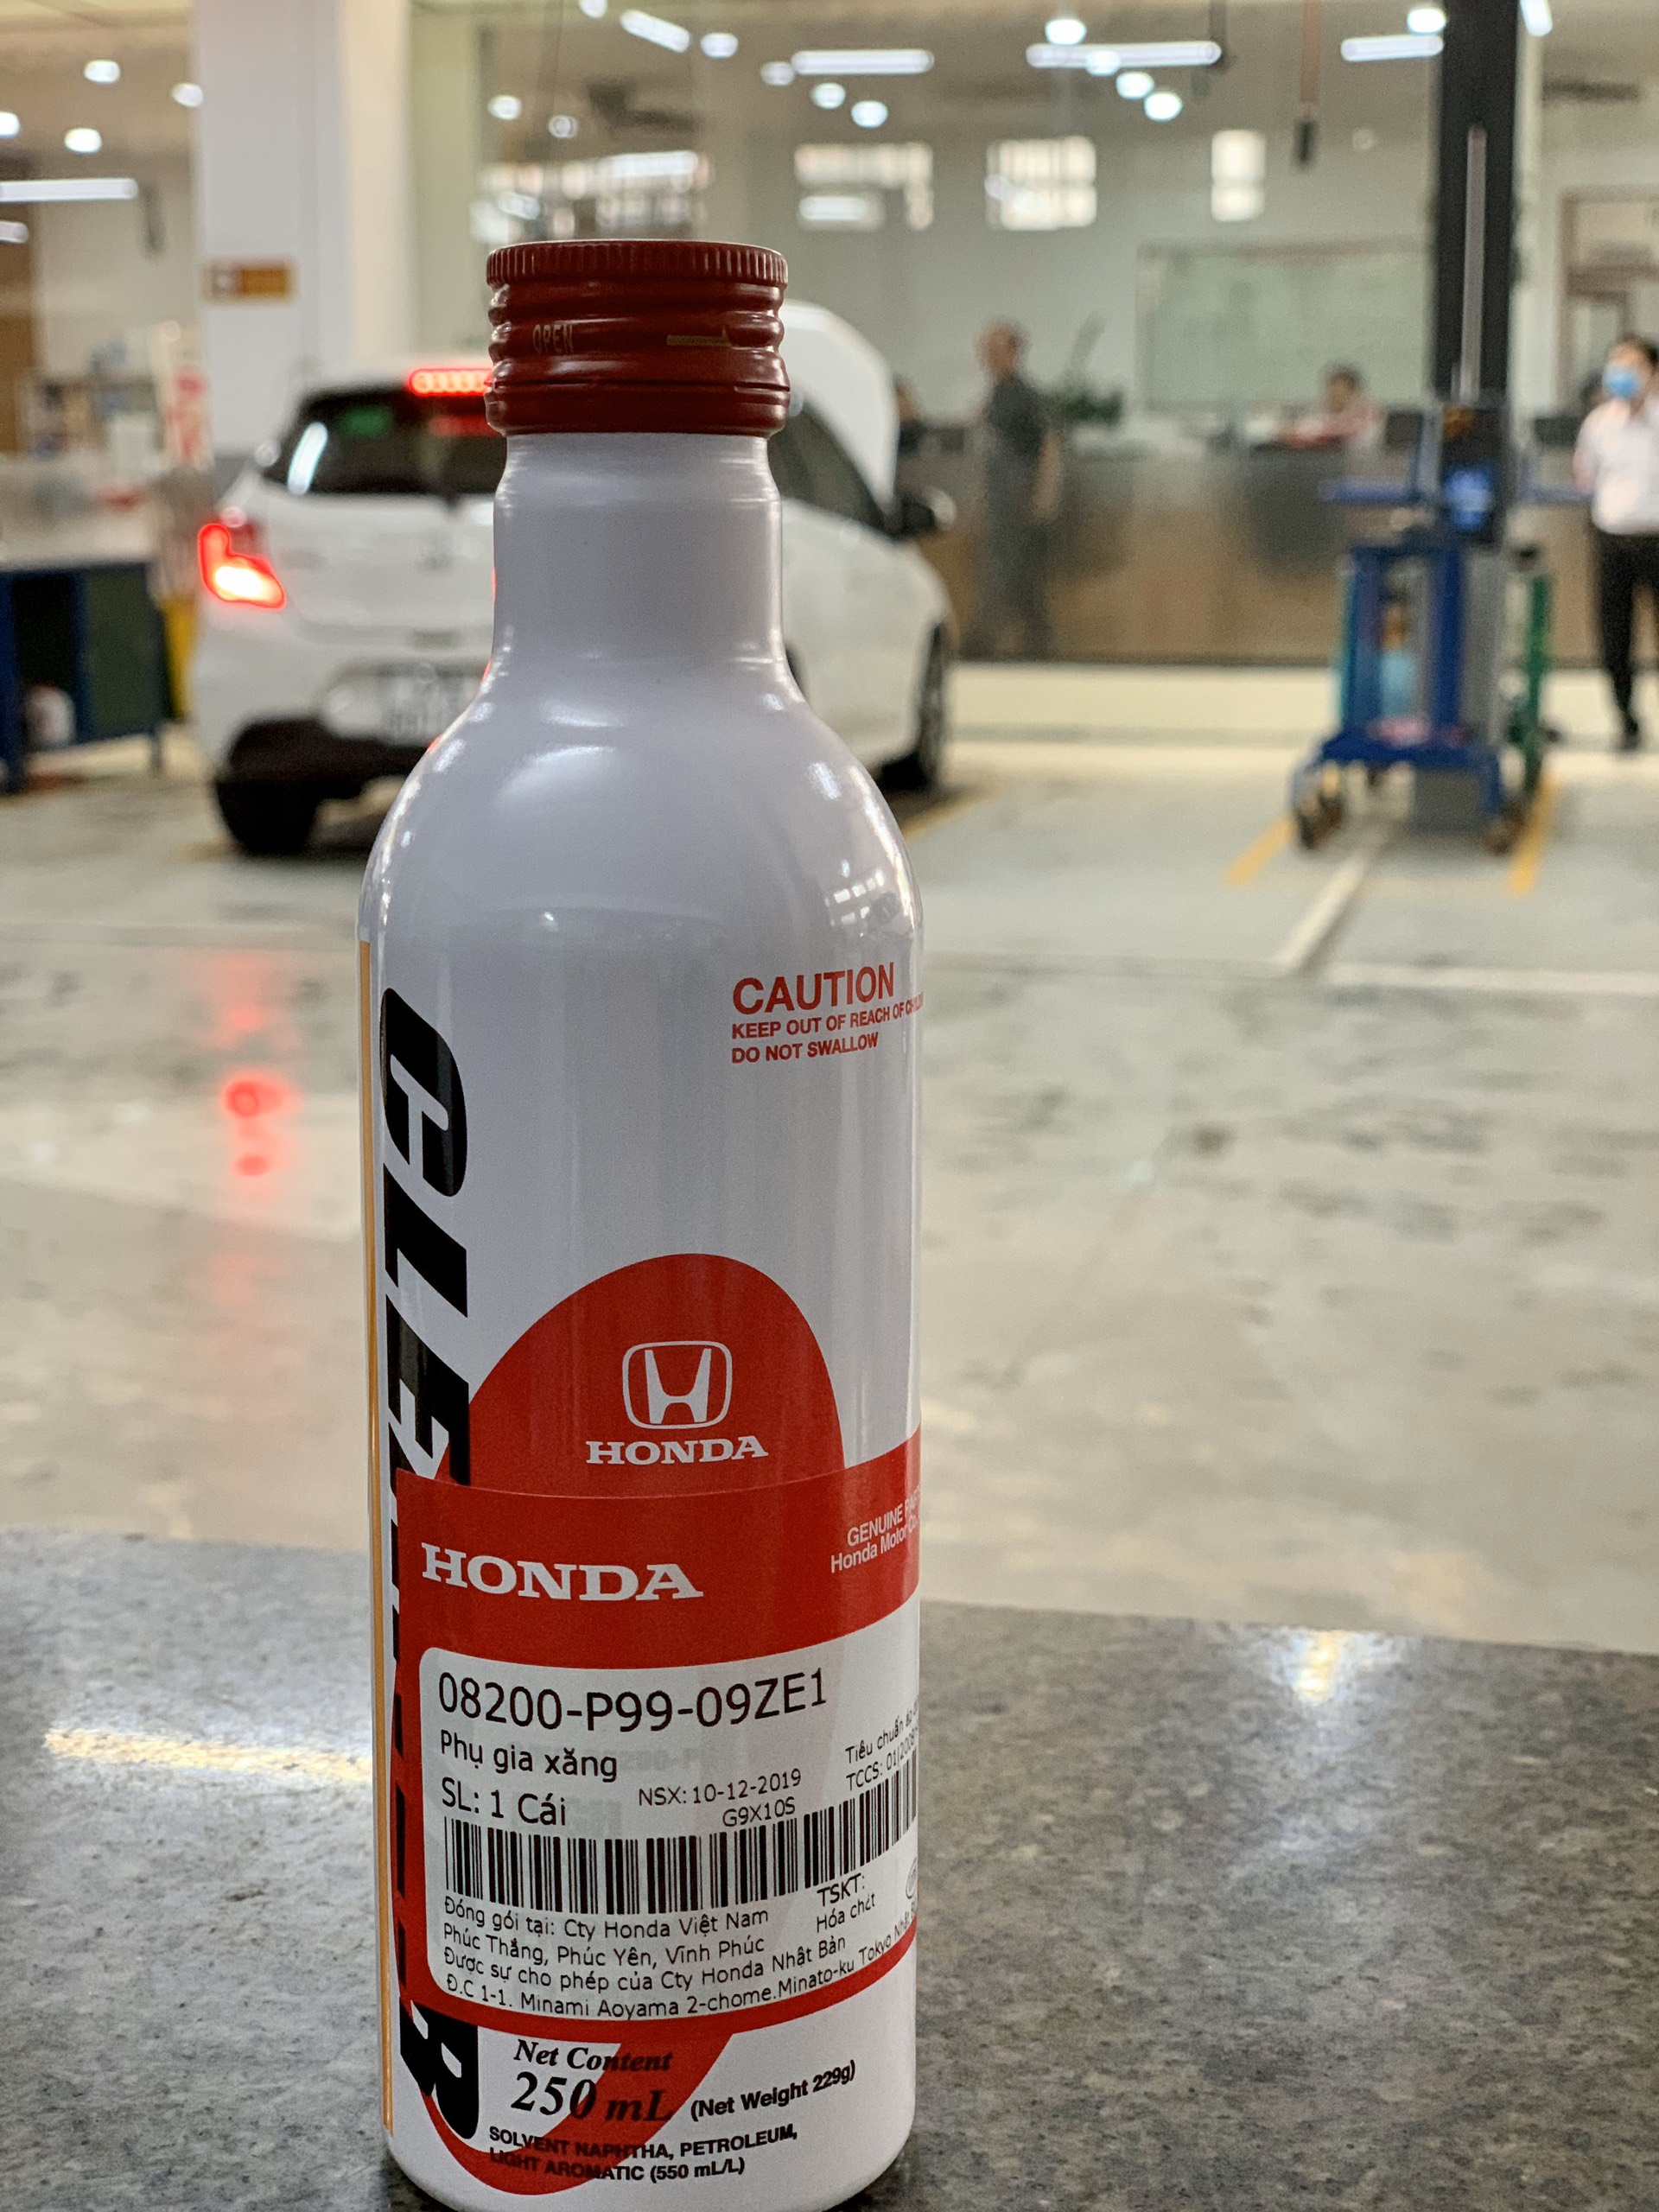 OPEN
CAUTION
KEEP OUT OF REACH OF
DO NOT SWALLOW
HONDA
HONDA
GENUINE
Honda Motor
08200-P99-09ZE1
Phụ gia xăng
SL: 1 Cái
NSX: 10-12-2019
G9X10S
Tiêu chuẩn
TCCS:
TSKT:
Hóa chất
Đóng gói tại: Cty Honda Việt Nam
Phúc Thắng, Phúc Yên, Vĩnh Phúc
Được sự cho phép của Cty Honda Nhật Bản
Đ.C 1-1. Minami Aoyama 2-chome.Minato-ku Tokyo
Net Content
250 mL (Net Weight 229g)
SOLVENT NAPHTHA, PETROLEUM,
LIGHT AROMATIC (550 mL/L)